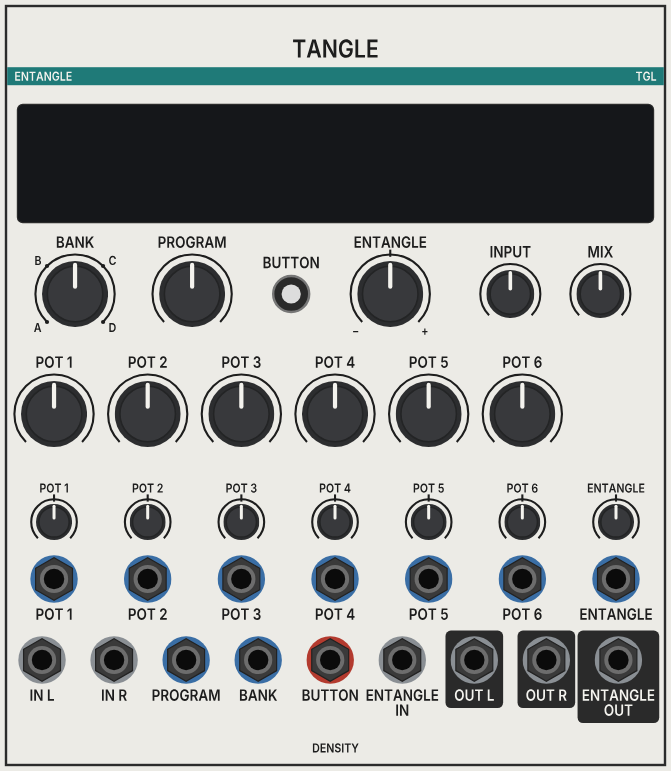 TANGLE
ENTANGLE TGL
BANK PROGRAM BUTTON ENTANGLE INPUT MIX
B C
A D − +
POT 1 POT 2 POT 3 POT 4 POT 5 POT 6
POT 1 POT 2 POT 3 POT 4 POT 5 POT 6 ENTANGLE
POT 1 POT 2 POT 3 POT 4 POT 5 POT 6 ENTANGLE
IN L IN R PROGRAM BANK BUTTON ENTANGLE IN OUT L OUT R ENTANGLE OUT
DENSITY